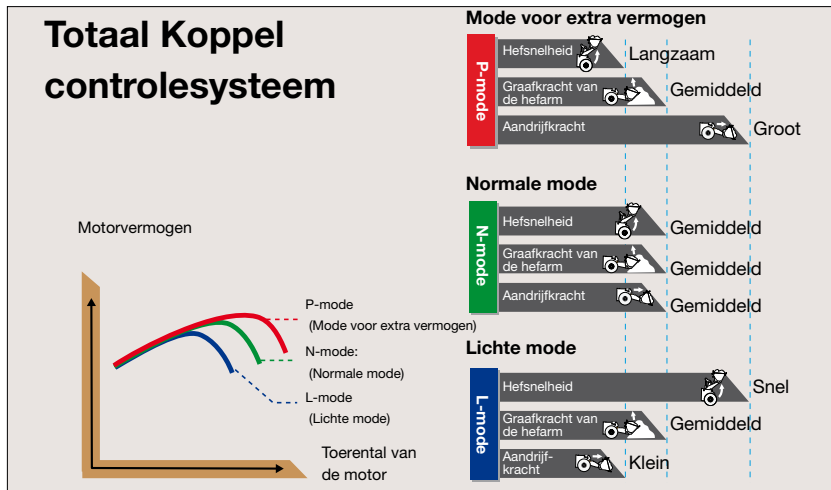 Totaal Koppel
controlesysteem
Motorvermogen
P-mode
(Mode voor extra vermogen)
N-mode:
(Normale mode)
L-mode
(Lichte mode)
Toerental van
de motor
Mode voor extra vermogen
P-mode
Hefsnelheid
Langzaam
Graafkracht van
de hefarm
Gemiddeld
Aandrijfkracht
Groot
Normale mode
N-mode
Hefsnelheid
Gemiddeld
Graafkracht van
de hefarm
Gemiddeld
Aandrijfkracht
Gemiddeld
Lichte mode
L-mode
Hefsnelheid
Snel
Graafkracht van
de hefarm
Gemiddeld
Aandrijf-
kracht
Klein